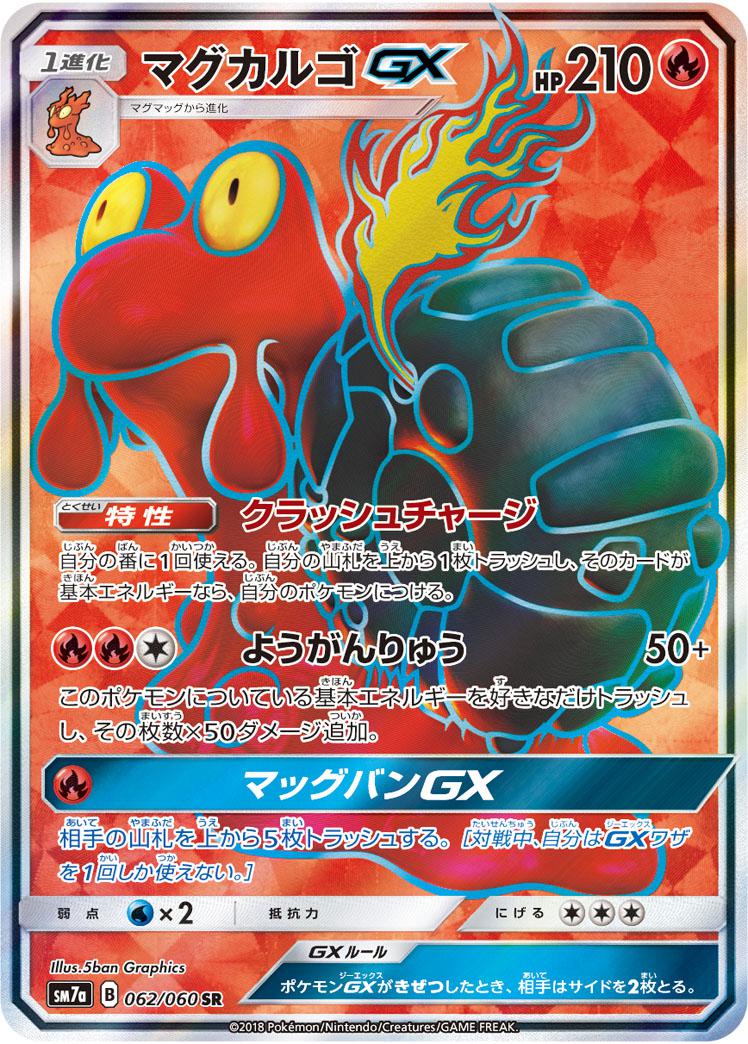 1進化
マグカルゴGX
HP210
マグマッグから進化
とくせい
特性
クラッシュチャージ
自分の番に1回使える。自分の山札を上から1枚トラッシュし、そのカードが
基本エネルギーなら、自分のポケモンにつける。
ようがんりゅう
50+
このポケモンについている基本エネルギーを好きなだけトラッシュ
し、その枚数×50ダメージ追加。
マッグバンGX
相手の山札を上から5枚トラッシュする。[対戦中、自分はGXワザ
を1回しか使えない。]
弱点
×2
抵抗力
にげる
GXルール
ポケモンGXがきぜつしたとき、相手はサイドを2枚とる。
Illus.5ban Graphics
sm7a B 062/060 SR
©2018 Pokémon/Nintendo/Creatures/GAME FREAK.